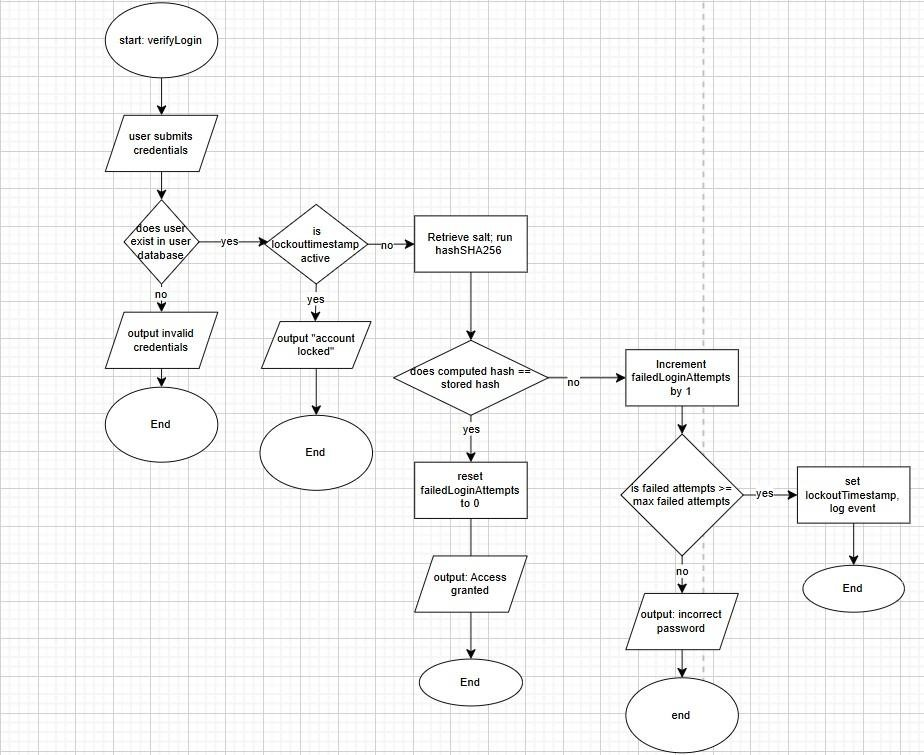 start: verifyLogin
user submits
credentials
does user
exist in user
database
yes
no
output invalid
credentials
End
is
lockouttimestamp
active
no
yes
output "account
locked"
End
Retrieve salt; run
hashSHA256
does computed hash ==
stored hash
no
yes
reset
failedLoginAttempts
to 0
output: Access
granted
End
Increment
failedLoginAttempts
by 1
is failed attempts >=
max failed attempts
yes
no
output: incorrect
password
end
set
lockoutTimestamp,
log event
End